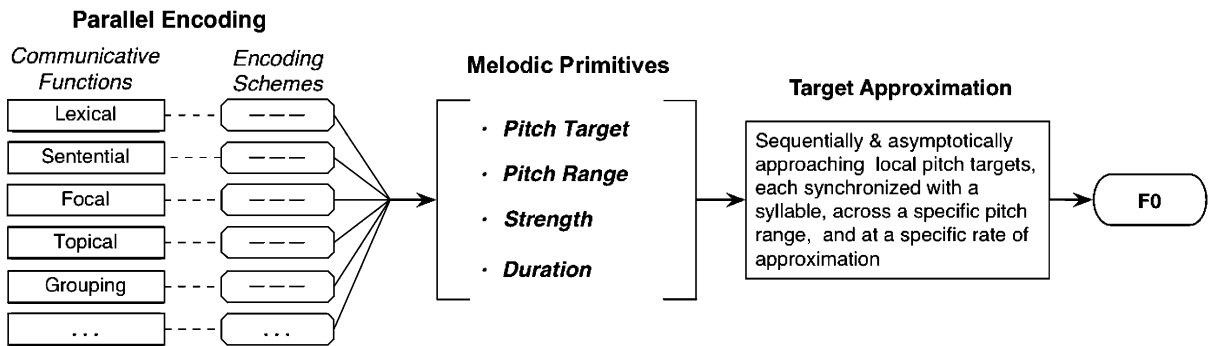 Parallel Encoding
Communicative
Functions
Encoding
Schemes
Lexical
– – –
Sentential
– – –
Focal
– – –
Topical
– – –
Grouping
– – –
...
...
Melodic Primitives
· Pitch Target
· Pitch Range
· Strength
· Duration
Target Approximation
Sequentially & asymptotically
approaching local pitch targets,
each synchronized with a
syllable, across a specific pitch
range, and at a specific rate of
approximation
F0